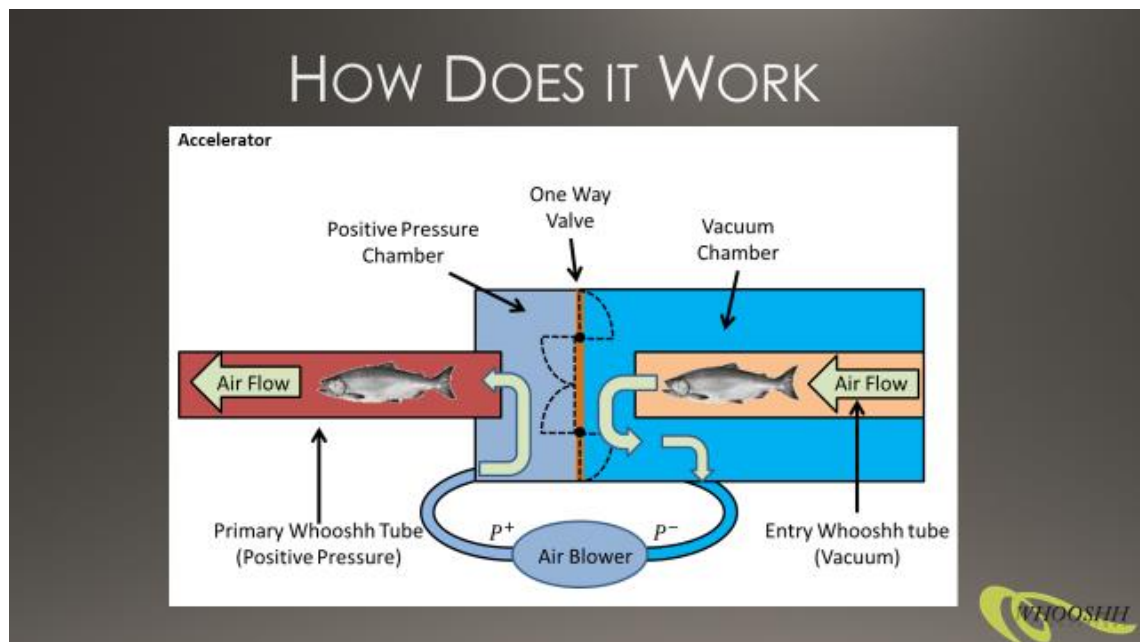 HOW DOES IT WORK
Accelerator
One Way
Valve
Positive Pressure
Chamber
Vacuum
Chamber
Air Flow
Air Flow
Primary Whooshh Tube
(Positive Pressure)
P⁺
Air Blower
P⁻
Entry Whooshh tube
(Vacuum)
WHOOSHH